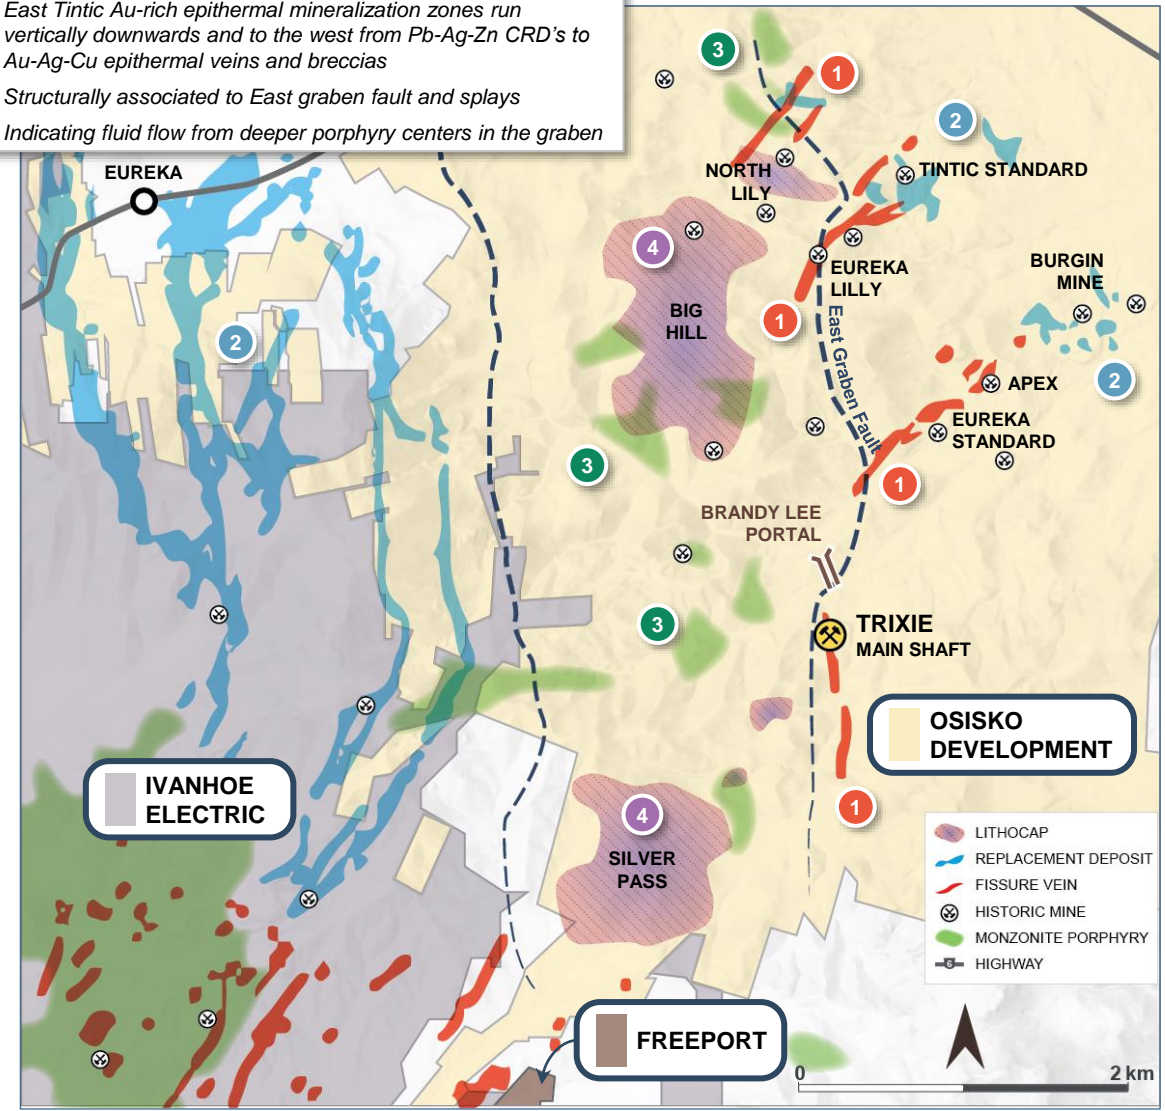 East Tintic Au-rich epithermal mineralization zones run
vertically downwards and to the west from Pb-Ag-Zn CRD's to
Au-Ag-Cu epithermal veins and breccias
Structurally associated to East graben fault and splays
Indicating fluid flow from deeper porphyry centers in the graben
3
1
2
EUREKA
NORTH
LILY
TINTIC STANDARD
4
EUREKA
LILLY
BURGIN
MINE
BIG
HILL
1
East Graben Fault
2
2
APEX
EUREKA
STANDARD
3
1
BRANDY LEE
PORTAL
3
TRIXIE
MAIN SHAFT
OSISKO
DEVELOPMENT
IVANHOE
ELECTRIC
4
1
SILVER
PASS
LITHOCAP
REPLACEMENT DEPOSIT
FISSURE VEIN
HISTORIC MINE
MONZONITE PORPHYRY
6
HIGHWAY
FREEPORT
0
2 km